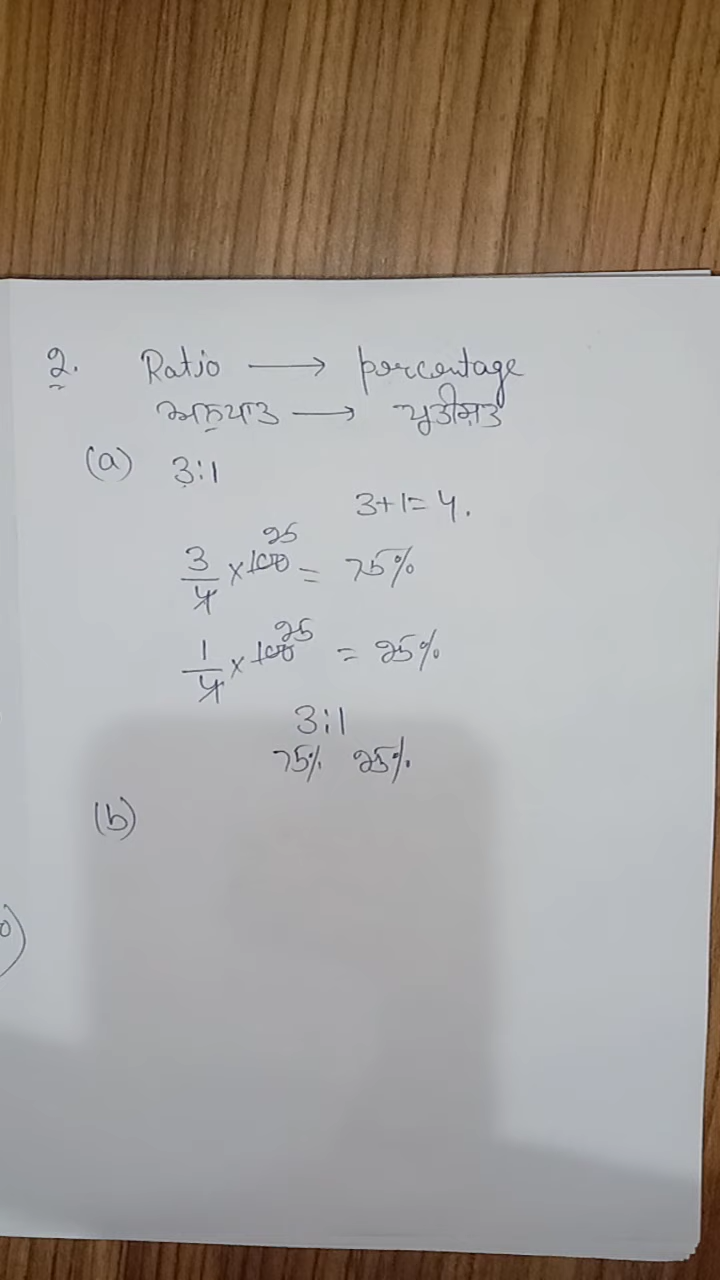 2. Ratio → percentage
ਅਨੁਪਾਤ → ਪ੍ਰਤੀਸ਼ਤ
(a) 3:1
3+1=4.
3/4 × 100 25 = 75%
1/4 × 100 25 = 25%
3:1
75% 25%
(b)